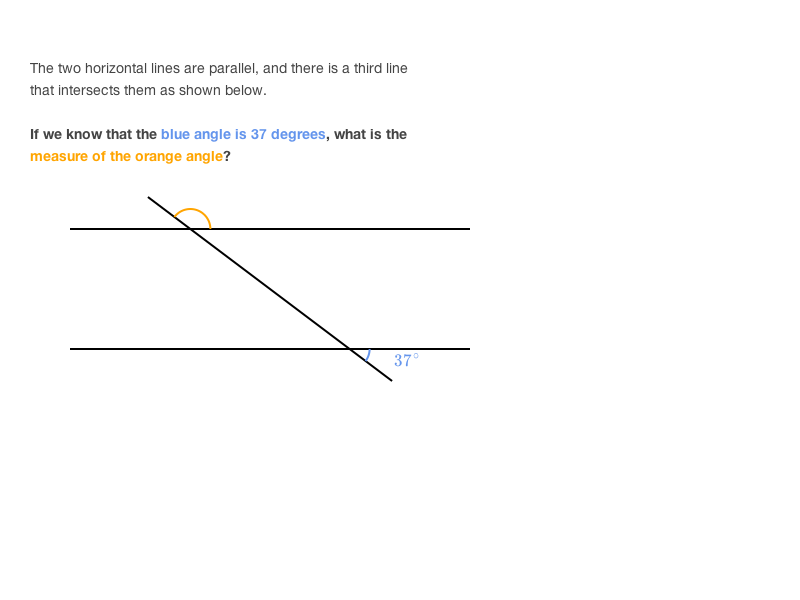 The two horizontal lines are parallel, and there is a third line
that intersects them as shown below.
If we know that the blue angle is 37 degrees, what is the
measure of the orange angle?
37°